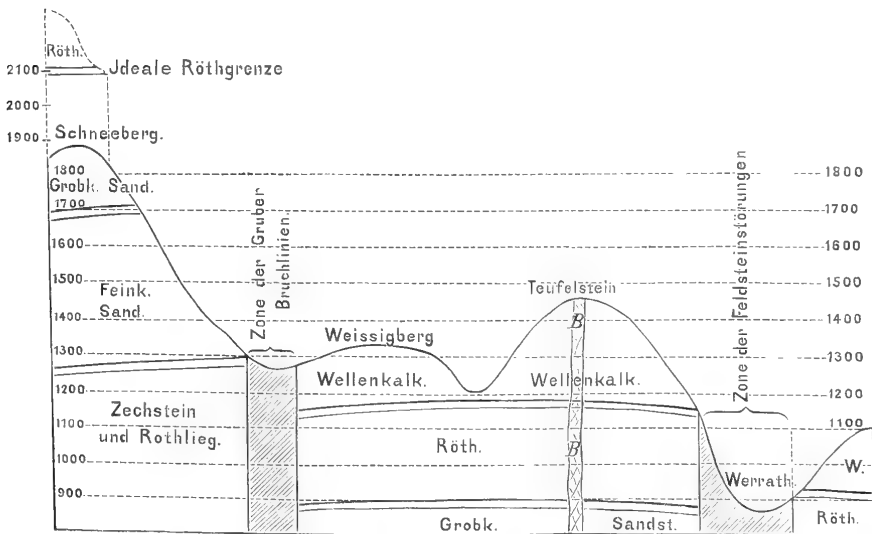 Röth.
2100
Jdeale Röthgrenze
2000
1900
Schneeberg.
1800
1800
Grobk. Sand.
1700
1700
1600
1600
1500
1500
Feink.
Sand.
1400
1400
1300
1300
1200
1200
1100
1100
1000
1000
900
900
Zone der Gruber
Bruchlinien.
Weissigberg
Teufelstein
Zone der Feldsteinstörungen
Wellenkalk.
B
Wellenkalk.
Zechstein
und Rothlieg.
Röth.
B
Werrath.
W.
Grobk.
Sandst.
Röth.